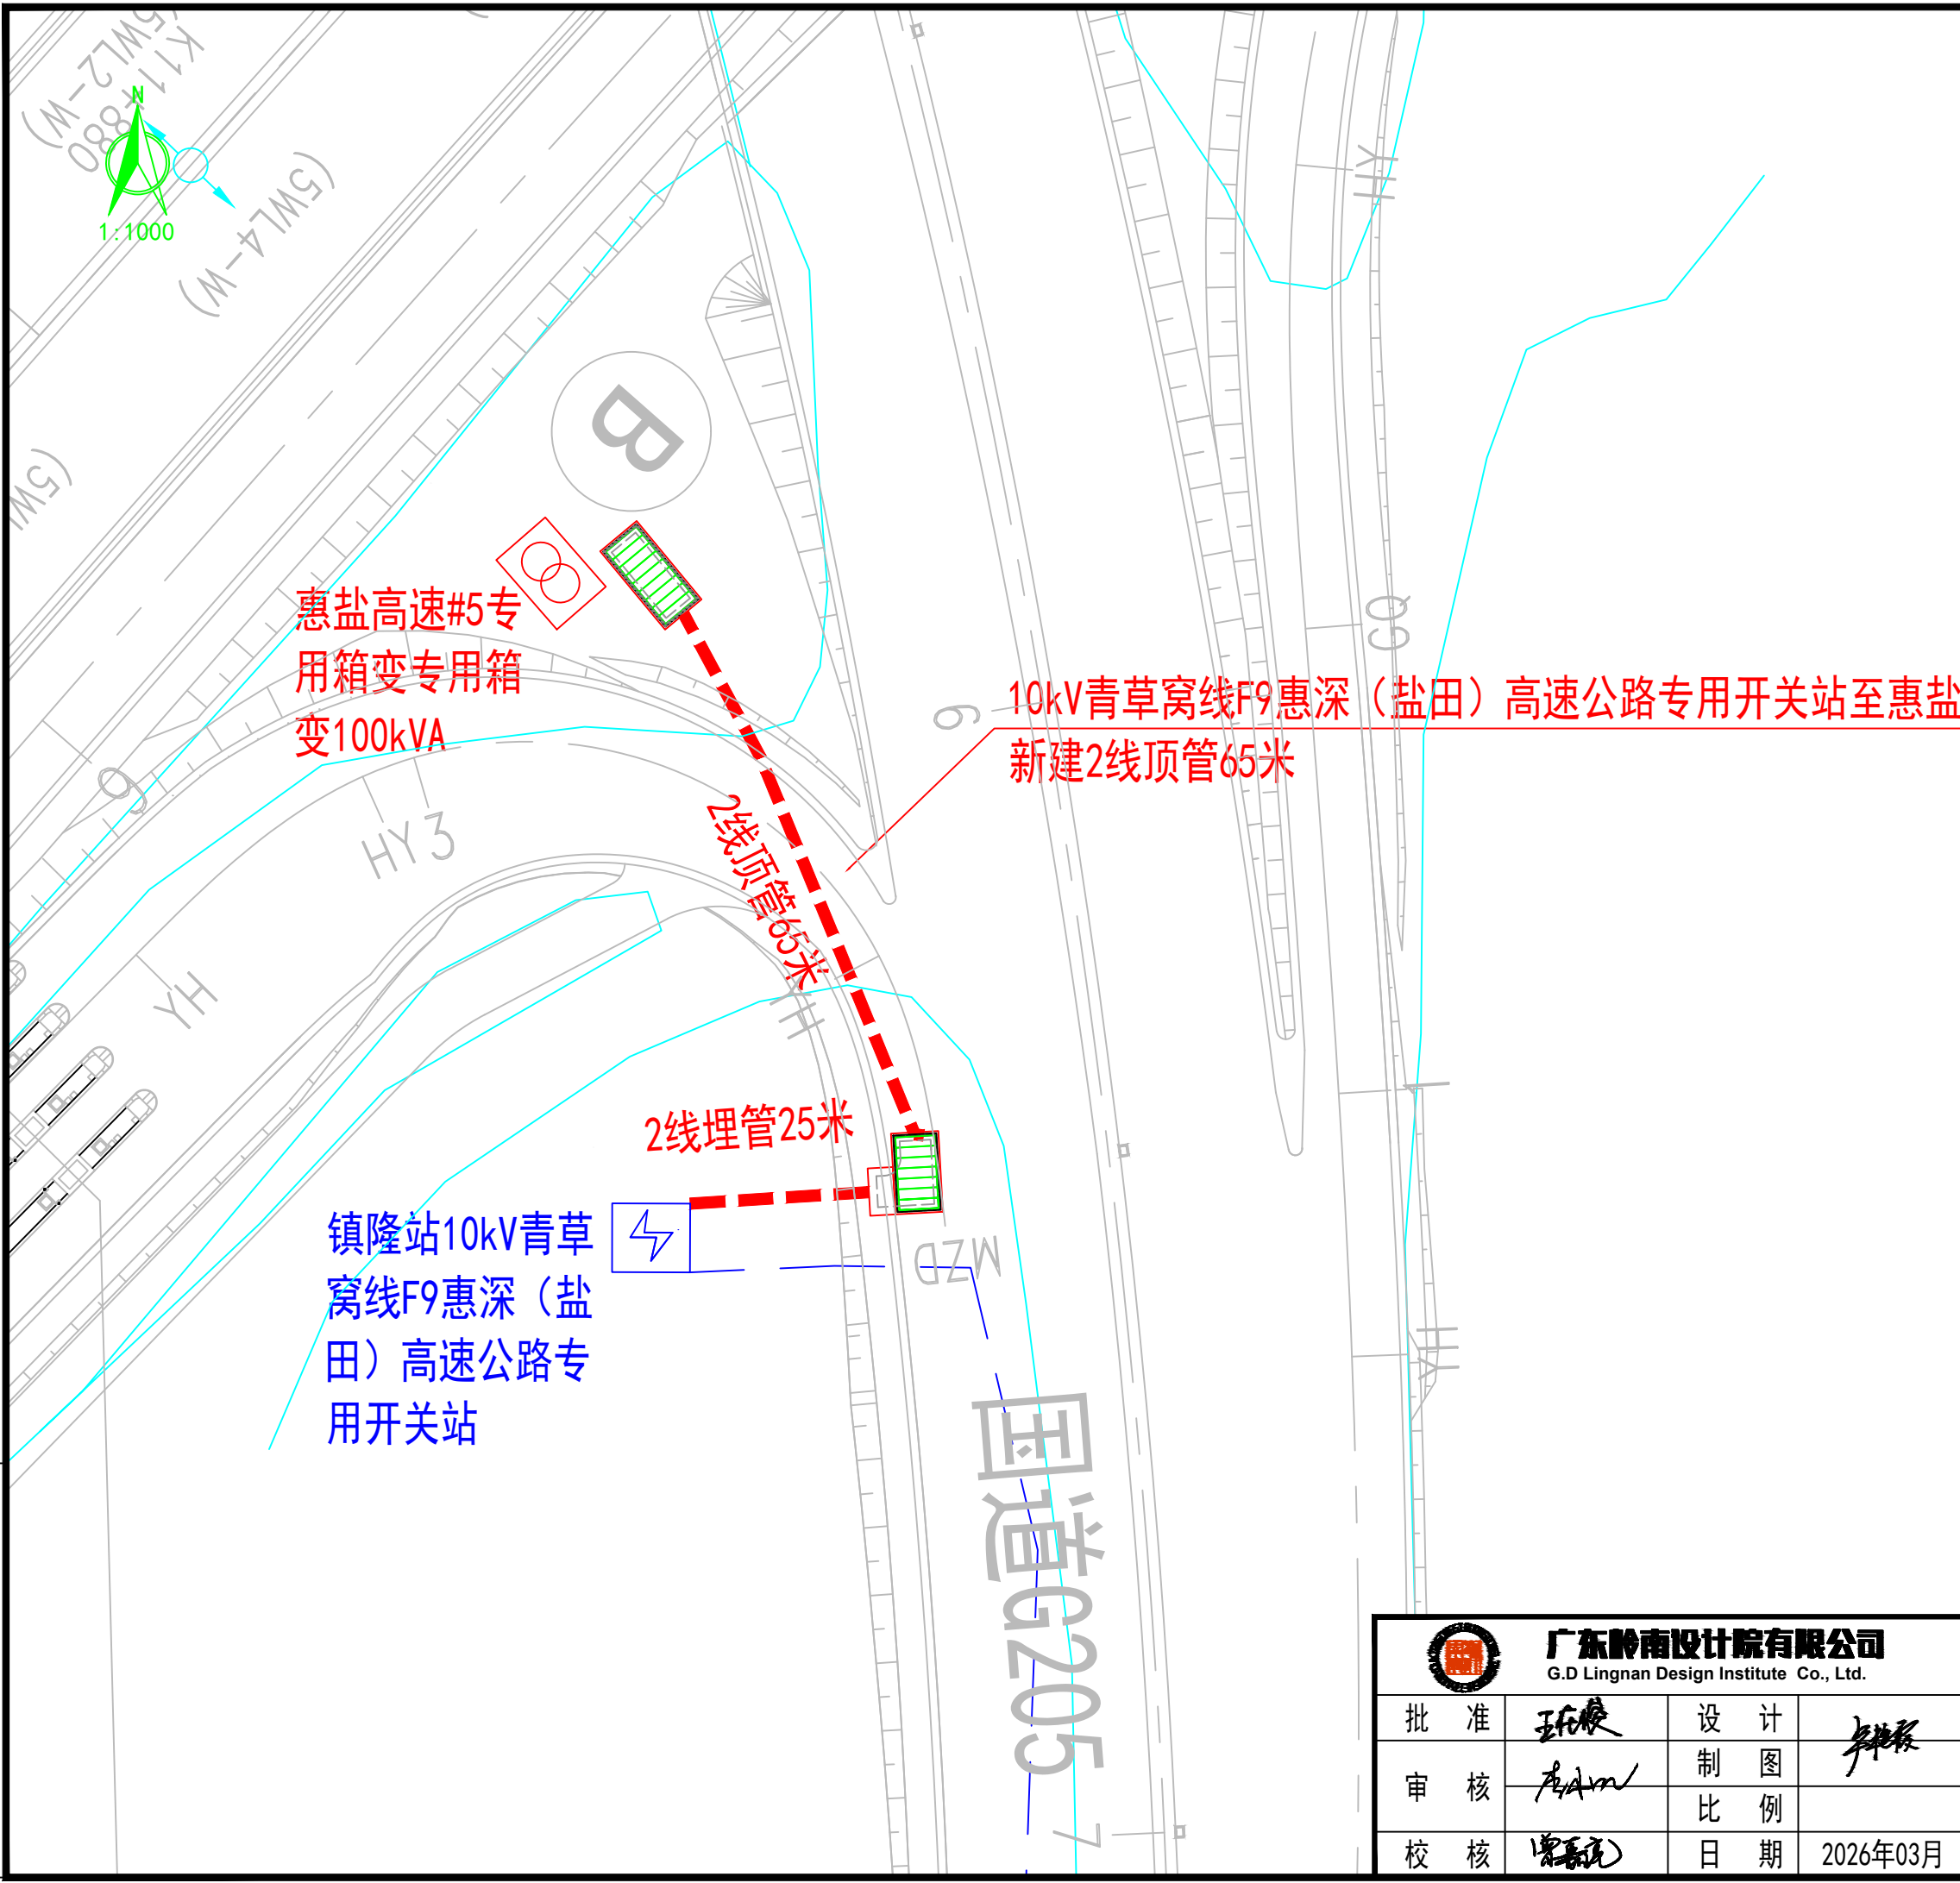 (5WL2-W)
K11+880
N
1:1000
(5WL4-W)
B
YH
惠盐高速#5专
用箱变专用箱
变100kVA
QG
6
10kV青草窝线F9惠深（盐田）高速公路专用开关站至惠盐
新建2线顶管65米
9
HY3
2线顶管65米
HY
YH
2线埋管25米
镇隆站10kV青草
窝线F9惠深（盐
田）高速公路专
用开关站
MZD
HY
国道G205
7
广东岭南设计院有限公司
G.D Lingnan Design Institute Co., Ltd.
批 准
设 计
制 图
审 核
比 例
校 核
日 期
2026年03月